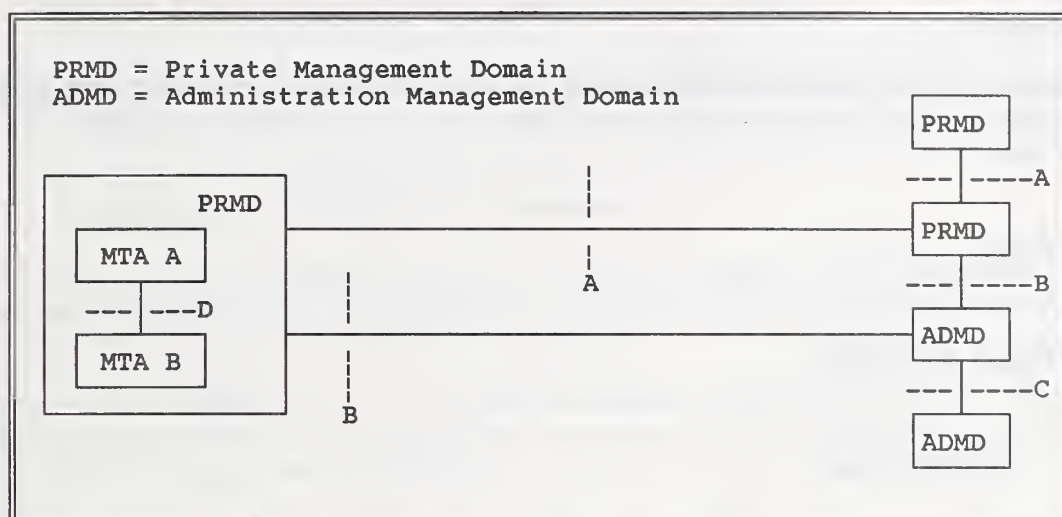 PRMD = Private Management Domain
ADMD = Administration Management Domain
PRMD
A
PRMD
MTA A
PRMD
A
D
B
MTA B
ADMD
B
C
ADMD